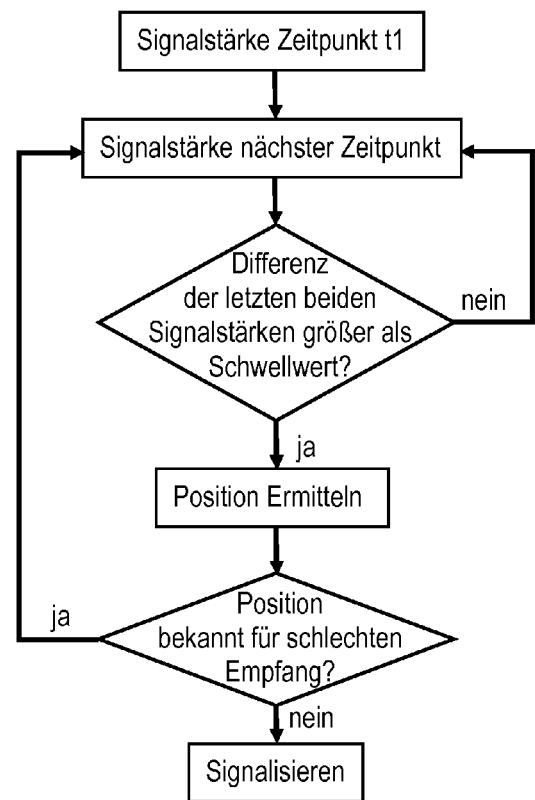 Signalstärke Zeitpunkt t1
Signalstärke nächster Zeitpunkt
Differenz
der letzten beiden
Signalstärken größer als
Schwellwert?
nein
ja
Position Ermitteln
ja
Position
bekannt für schlechten
Empfang?
nein
Signalisieren